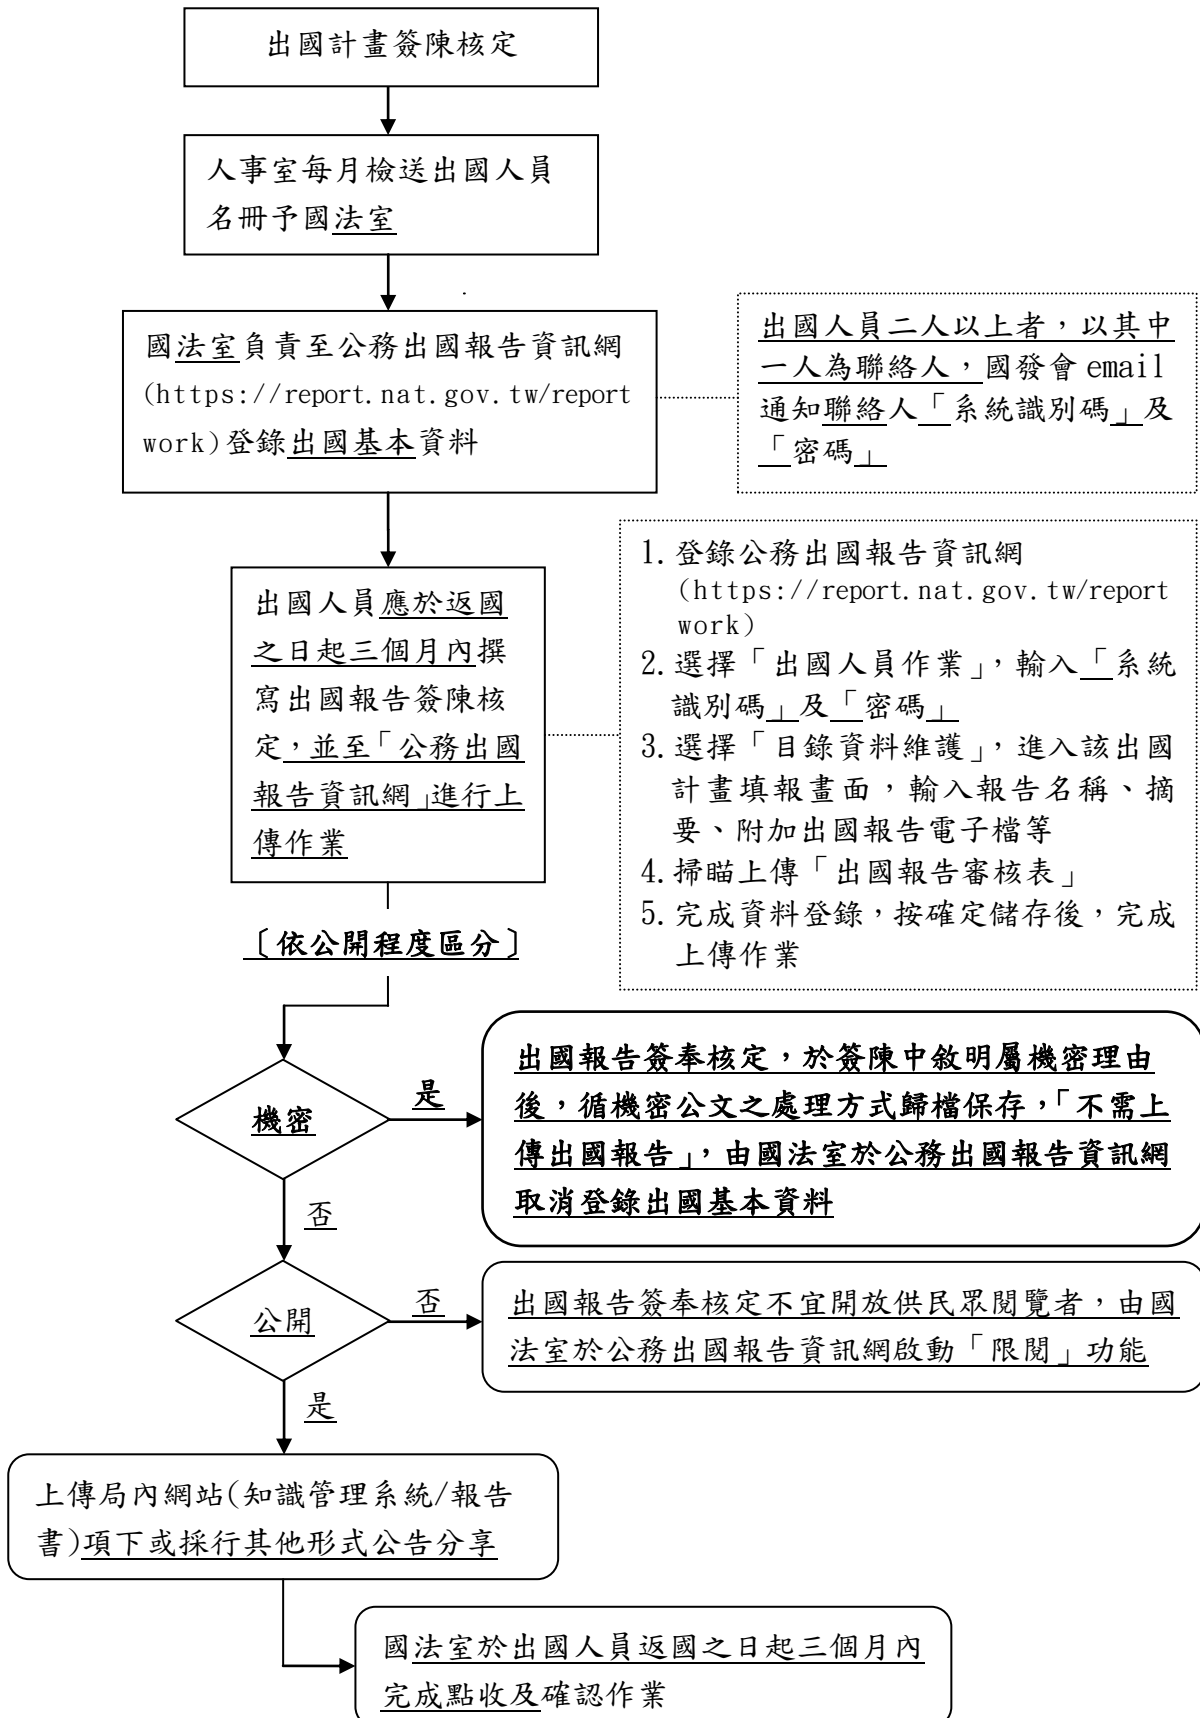 出國計畫簽陳核定
人事室每月檢送出國人員
名冊予國法室
國法室負責至公務出國報告資訊網
(https://report.nat.gov.tw/report
work)登錄出國基本資料
出國人員二人以上者，以其中
一人為聯絡人，國發會 email
通知聯絡人「系統識別碼」及
「密碼」
出國人員應於返國
之日起三個月內撰
寫出國報告簽陳核
定，並至「公務出國
報告資訊網」進行上
傳作業
1. 登錄公務出國報告資訊網
(https://report.nat.gov.tw/report
work)
2. 選擇「出國人員作業」，輸入「系統
識別碼」及「密碼」
3. 選擇「目錄資料維護」，進入該出國
計畫填報畫面，輸入報告名稱、摘
要、附加出國報告電子檔等
4. 掃瞄上傳「出國報告審核表」
5. 完成資料登錄，按確定儲存後，完成
上傳作業
〔依公開程度區分〕
機密
是
出國報告簽奉核定，於簽陳中敘明屬機密理由
後，循機密公文之處理方式歸檔保存，「不需上
傳出國報告」，由國法室於公務出國報告資訊網
取消登錄出國基本資料
否
公開
否
出國報告簽奉核定不宜開放供民眾閱覽者，由國
法室於公務出國報告資訊網啟動「限閱」功能
是
上傳局內網站(知識管理系統/報告
書)項下或採行其他形式公告分享
國法室於出國人員返國之日起三個月內
完成點收及確認作業